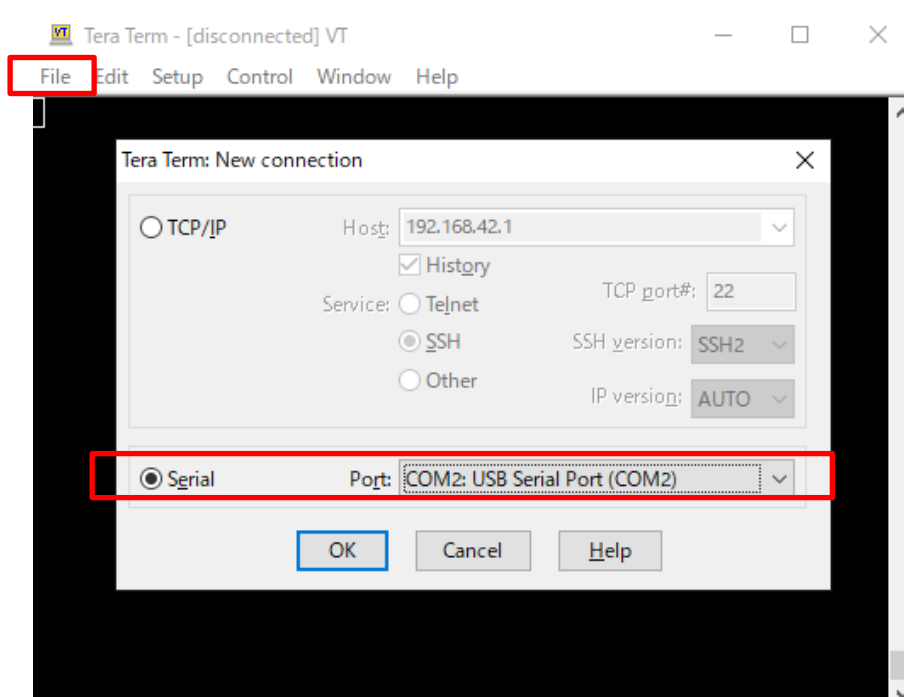 VT Tera Term - [disconnected] VT
File Edit Setup Control Window Help
Tera Term: New connection
TCP/IP Host: 192.168.42.1
History
Service: Telnet TCP port#: 22
SSH SSH version: SSH2
Other IP version: AUTO
Serial Port: COM2: USB Serial Port (COM2)
OK Cancel Help